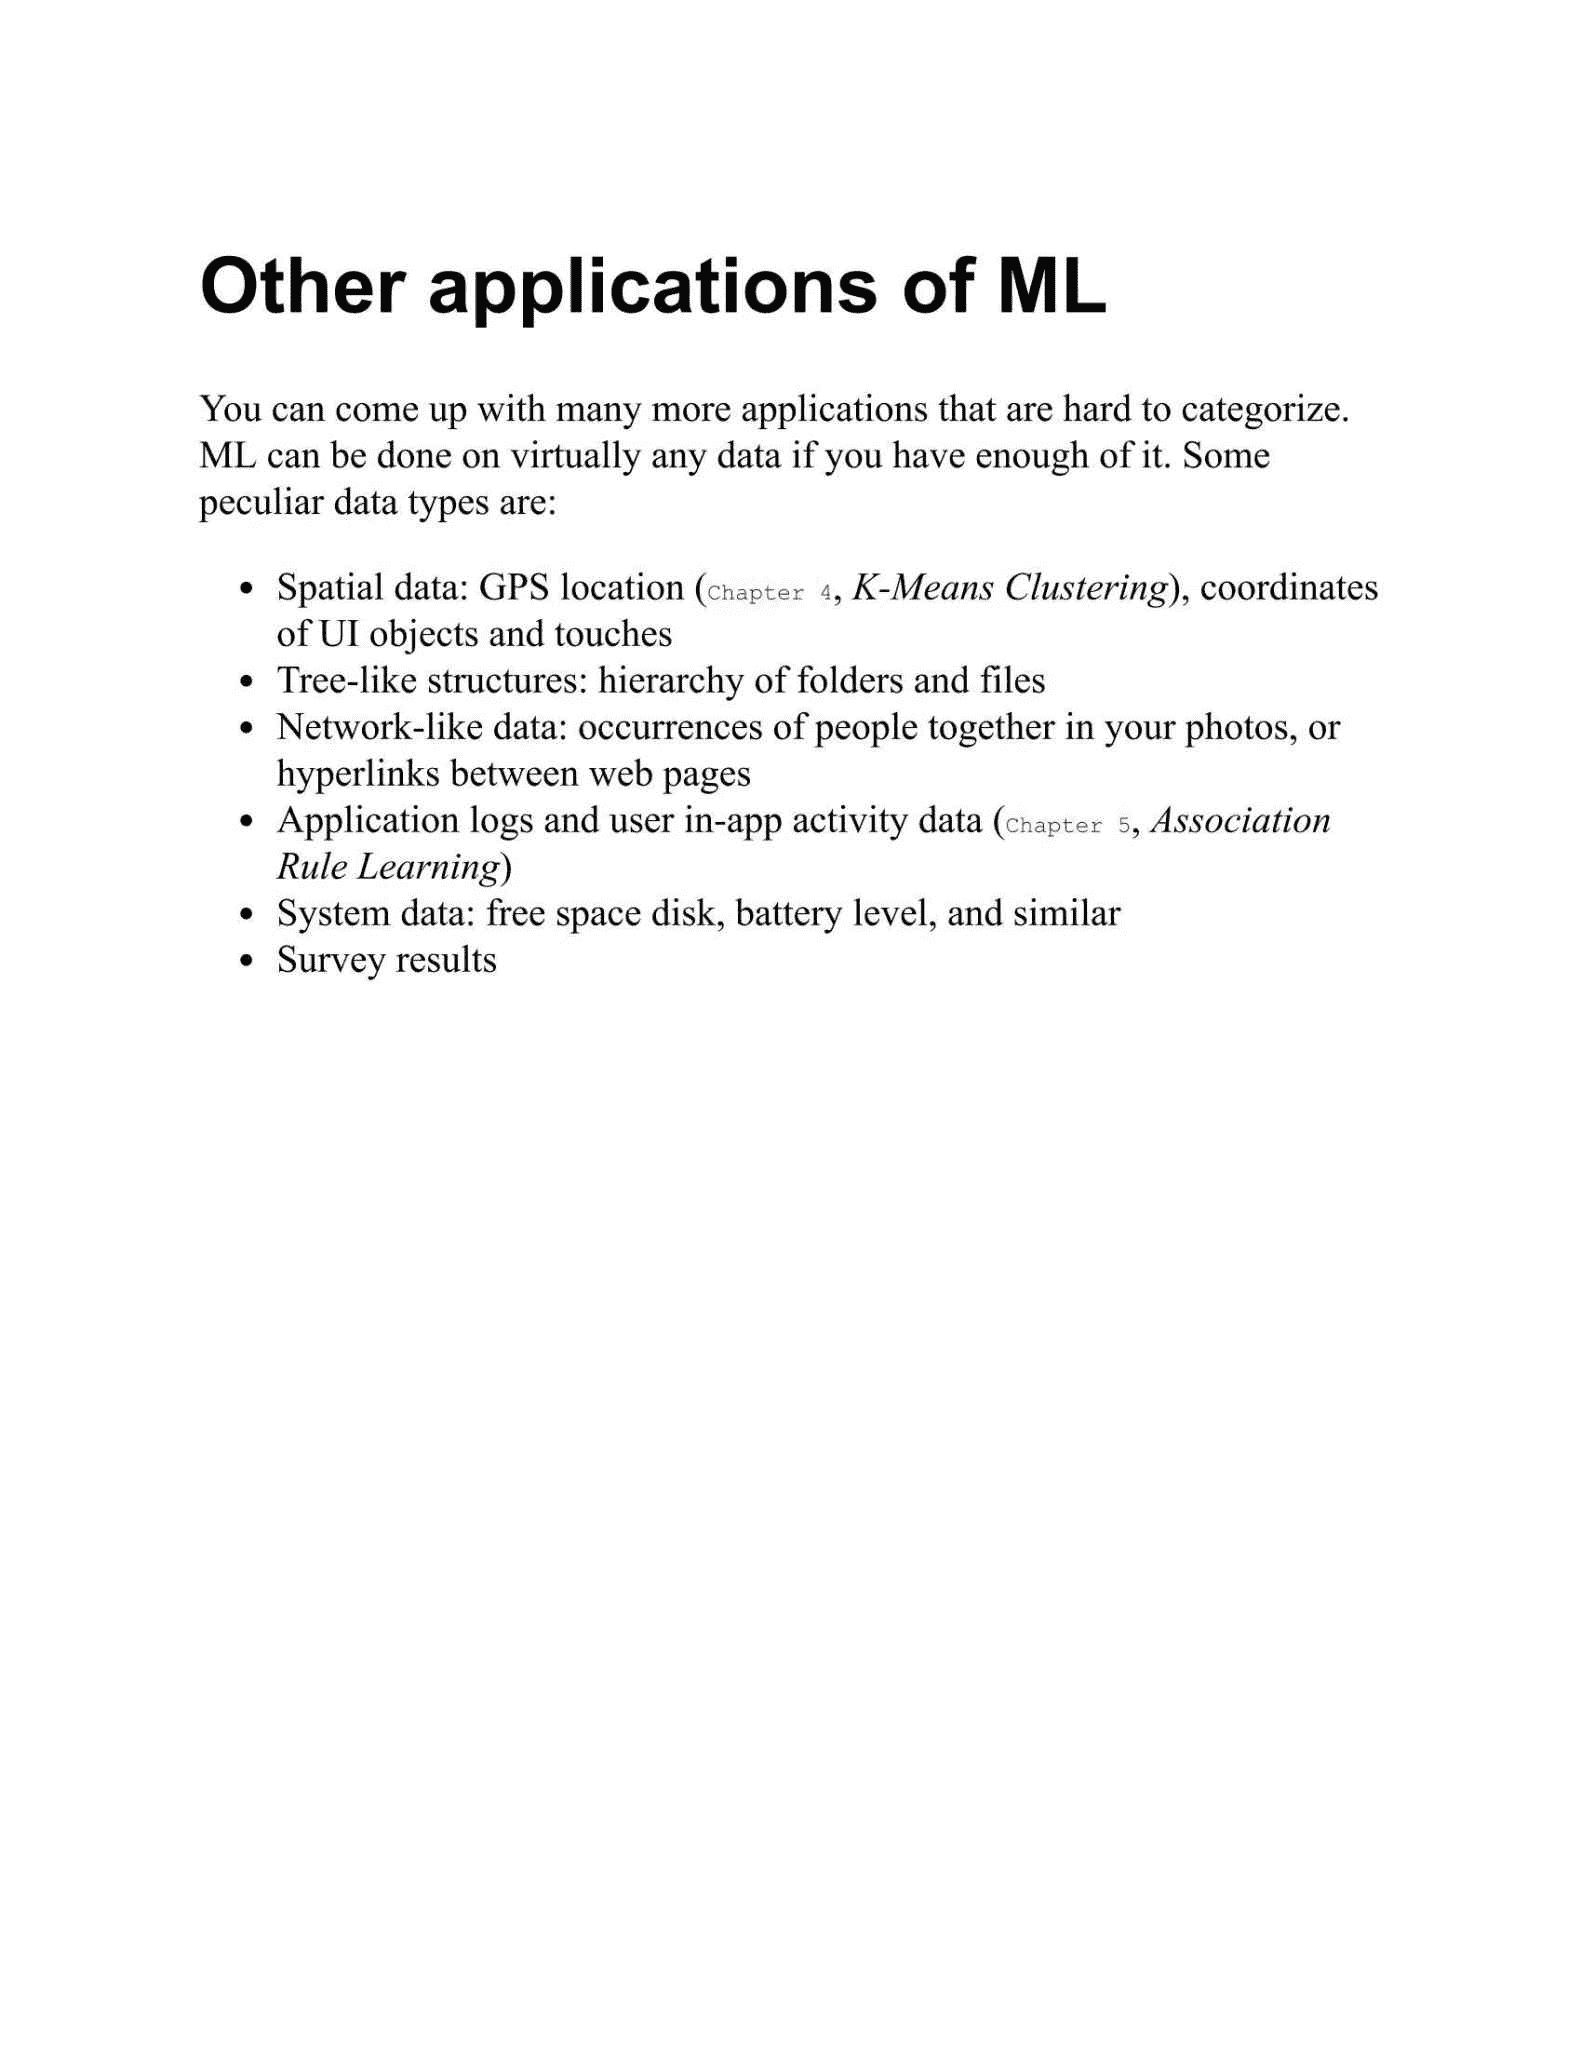 Other applications of ML
You can come up with many more applications that are hard to categorize.
ML can be done on virtually any data if you have enough of it. Some
peculiar data types are:
• Spatial data: GPS location (Chapter 4, K-Means Clustering), coordinates
of UI objects and touches
• Tree-like structures: hierarchy of folders and files
• Network-like data: occurrences of people together in your photos, or
hyperlinks between web pages
• Application logs and user in-app activity data (Chapter 5, Association
Rule Learning)
• System data: free space disk, battery level, and similar
• Survey results